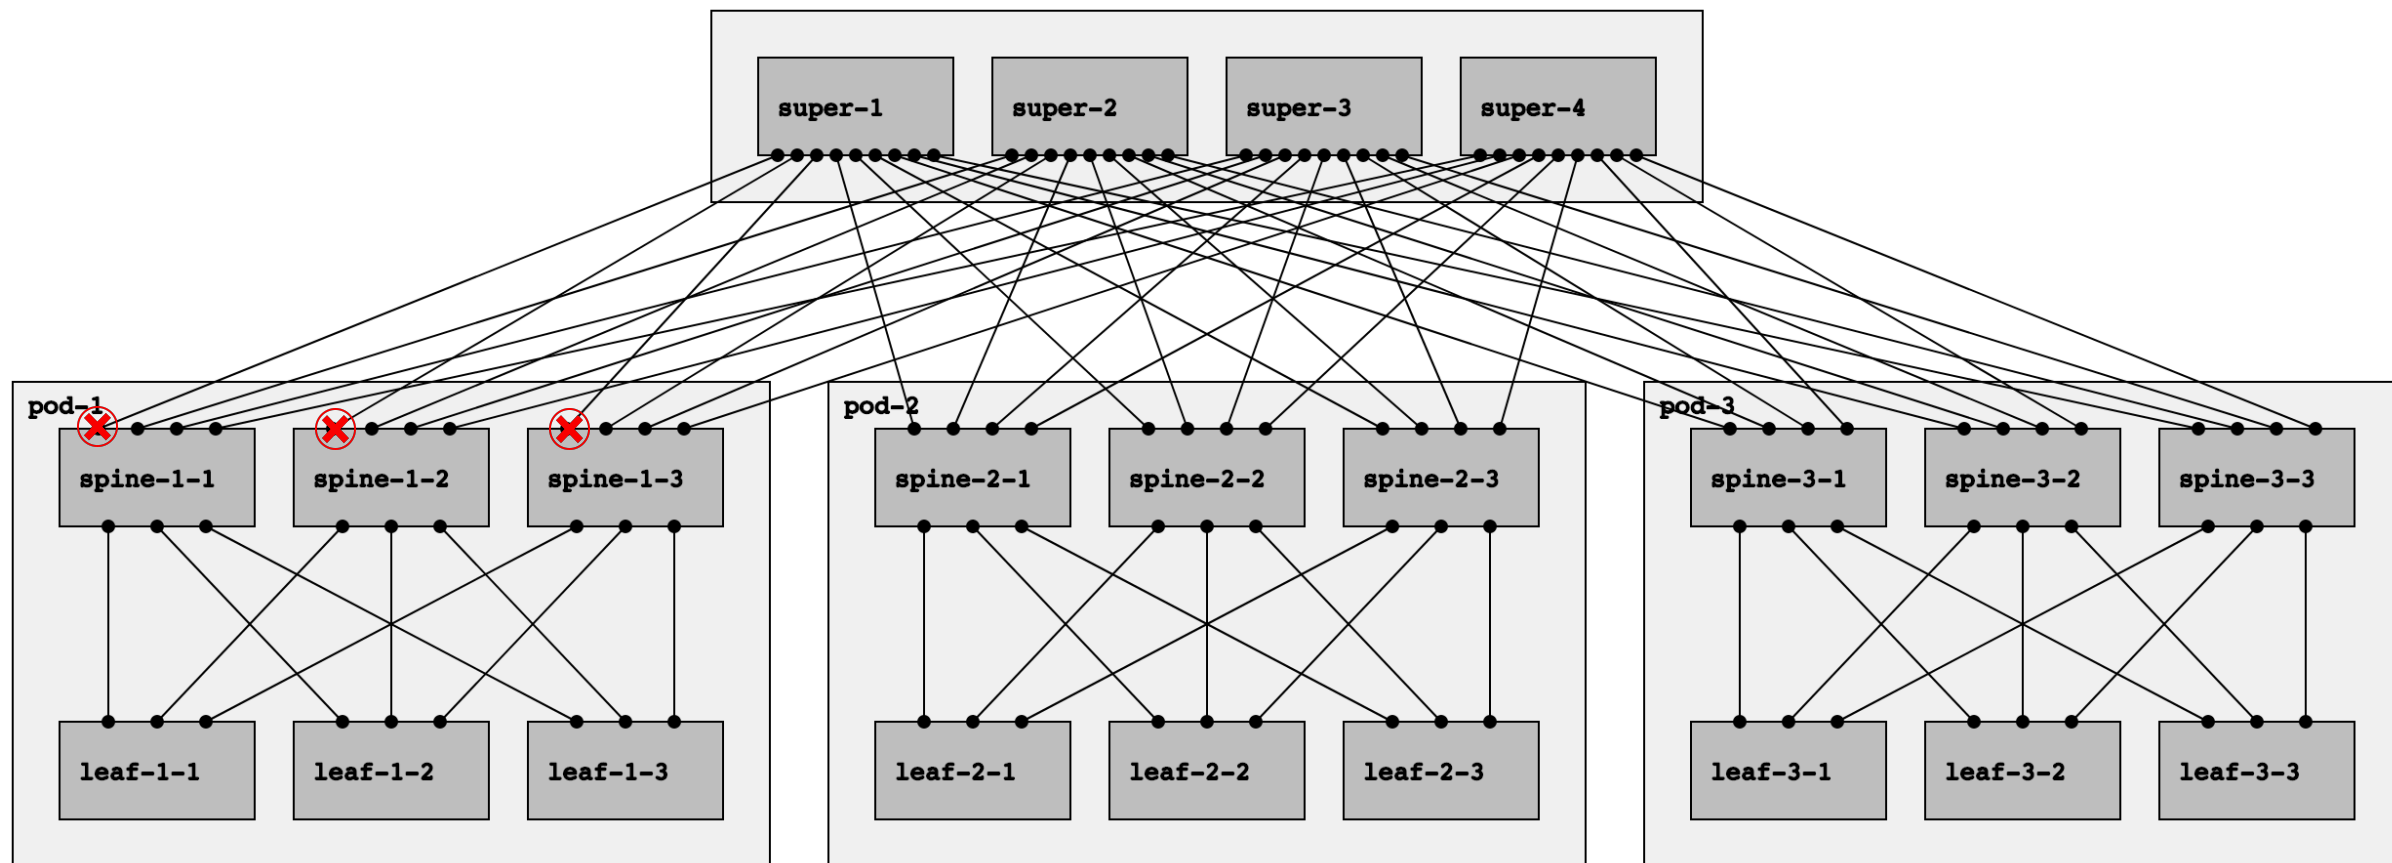 super-1
super-2
super-3
super-4
pod-1
pod-2
pod-3
spine-1-1
spine-1-2
spine-1-3
spine-2-1
spine-2-2
spine-2-3
spine-3-1
spine-3-2
spine-3-3
leaf-1-1
leaf-1-2
leaf-1-3
leaf-2-1
leaf-2-2
leaf-2-3
leaf-3-1
leaf-3-2
leaf-3-3